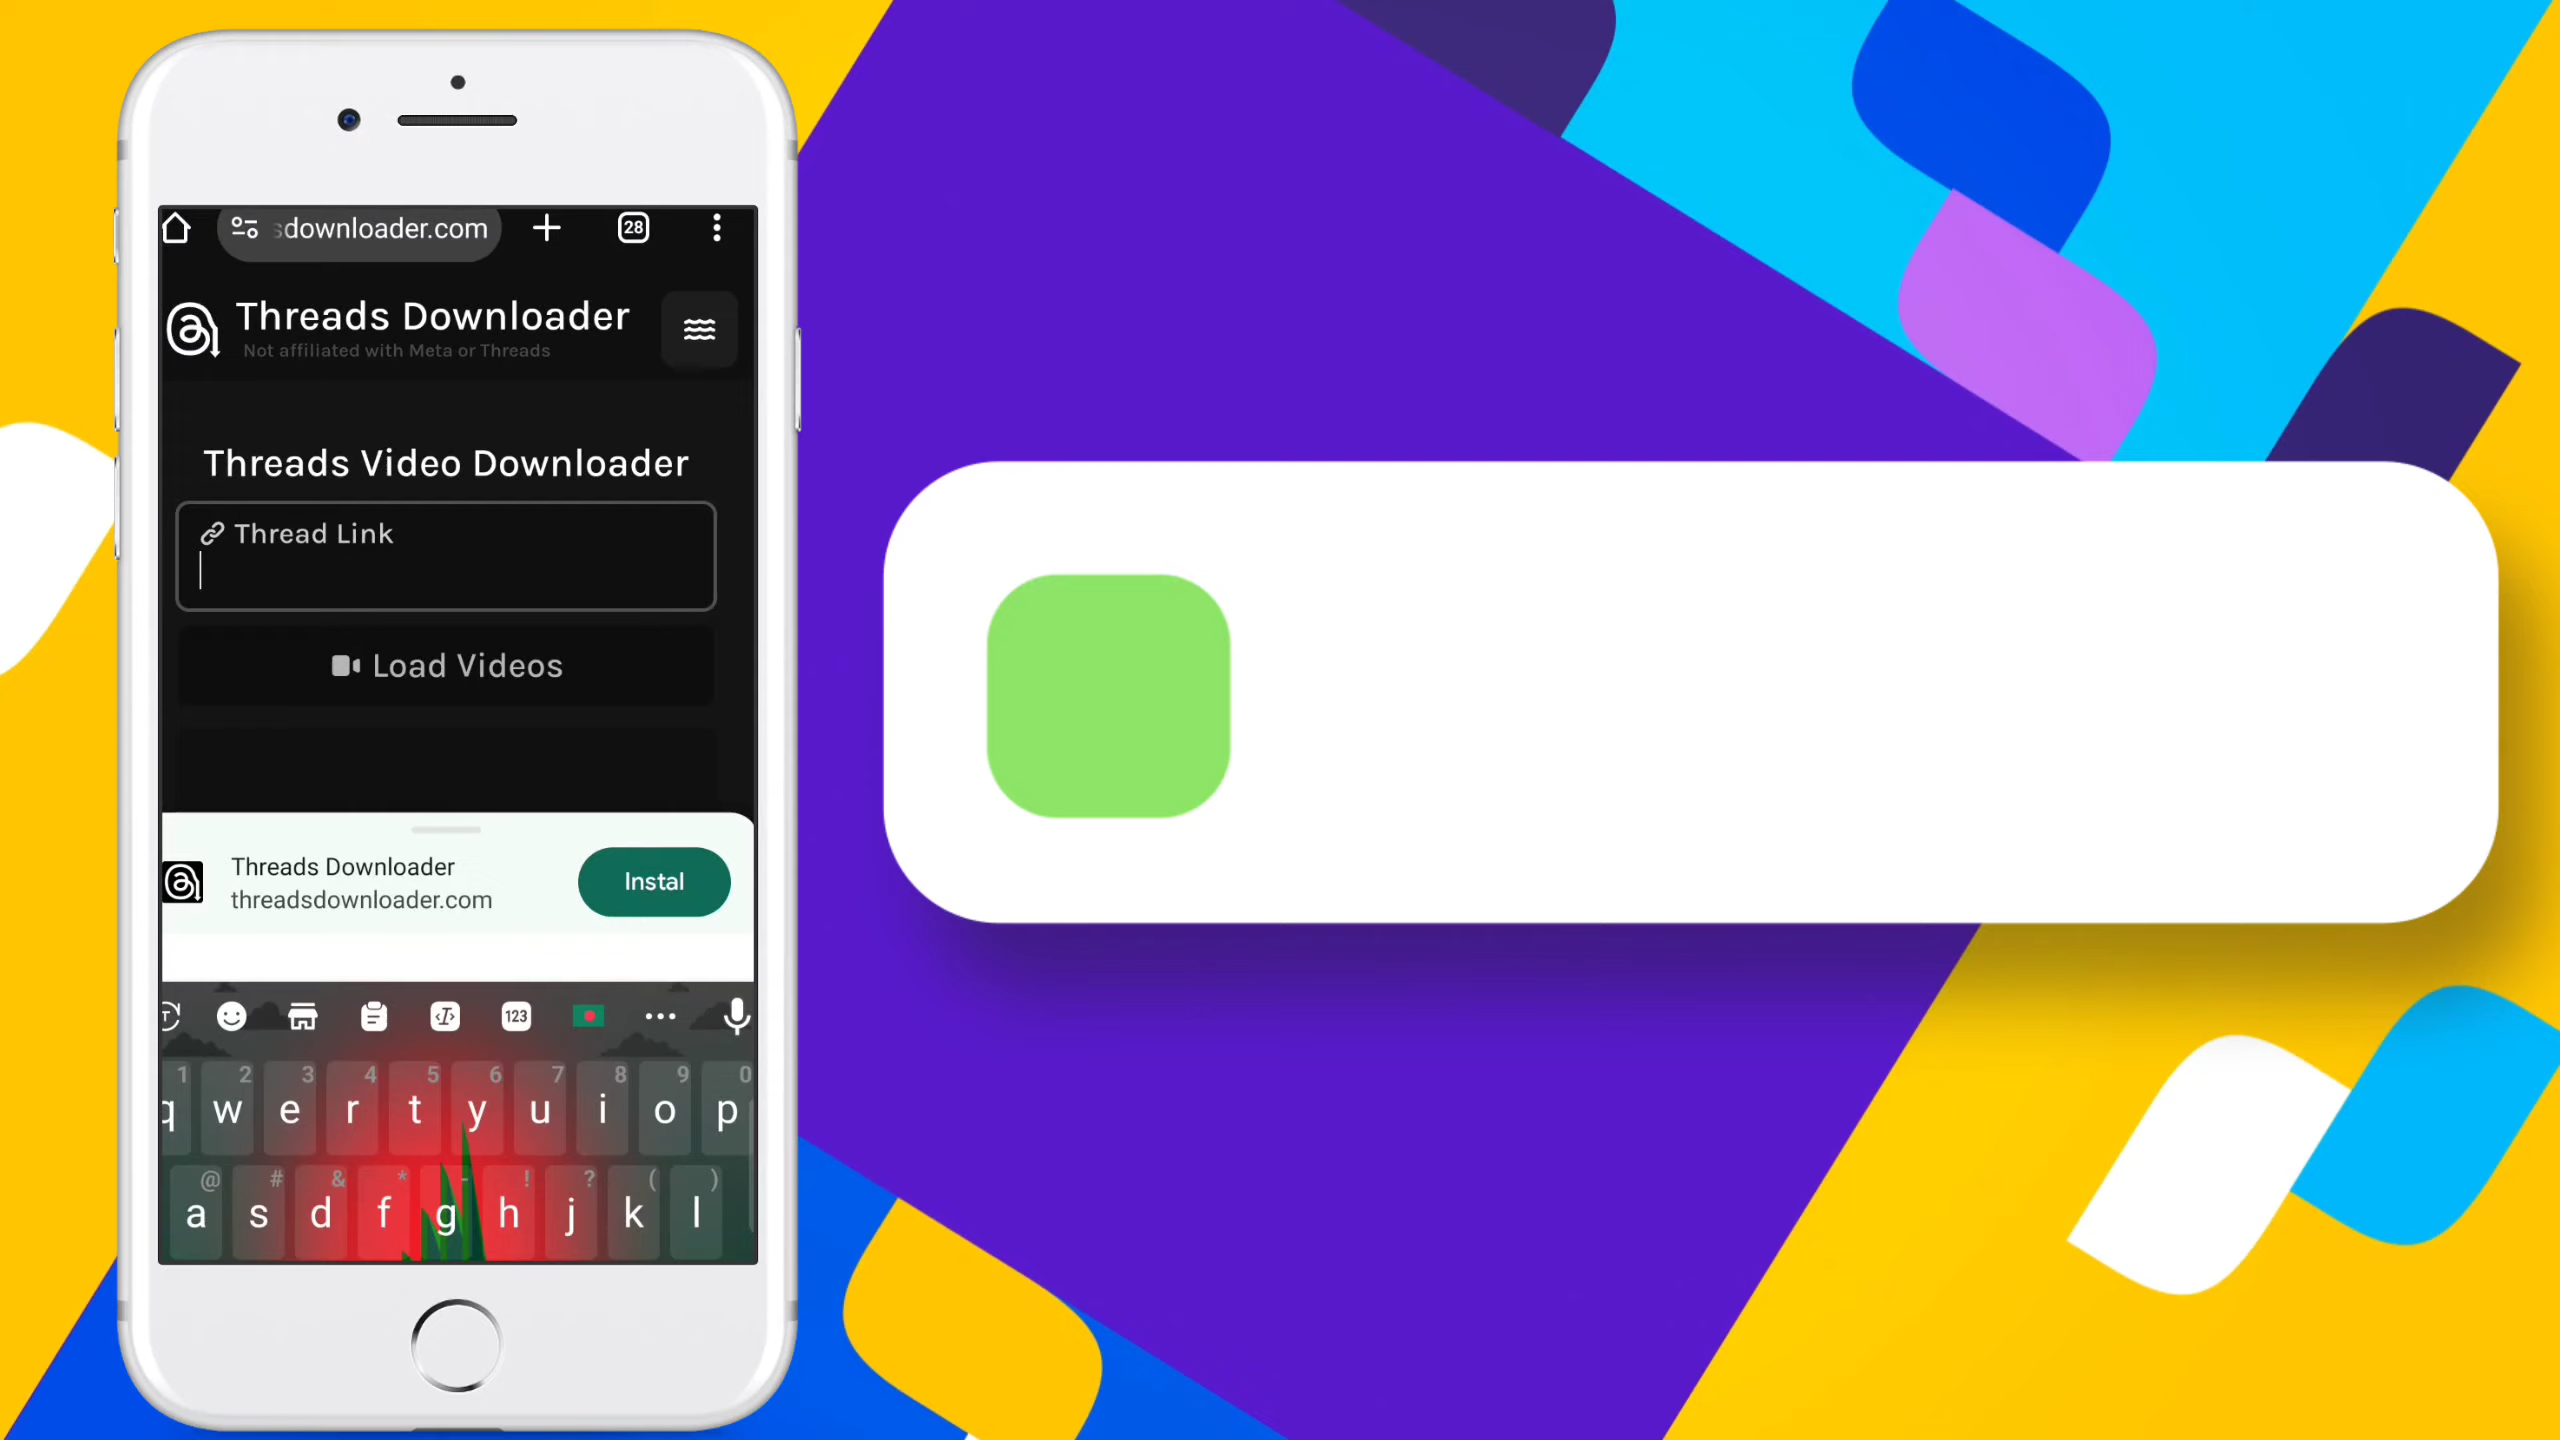 sdownloader.com
28
Threads Downloader
Not affiliated with Meta or Threads
Threads Video Downloader
Thread Link
Load Videos
Threads Downloader
threadsdownloader.com
Instal
123
1 2 3 4 5 6 7 8 9 0
q w e r t y u i o p
@ # & * - ! ? ( )
a s d f g h j k l